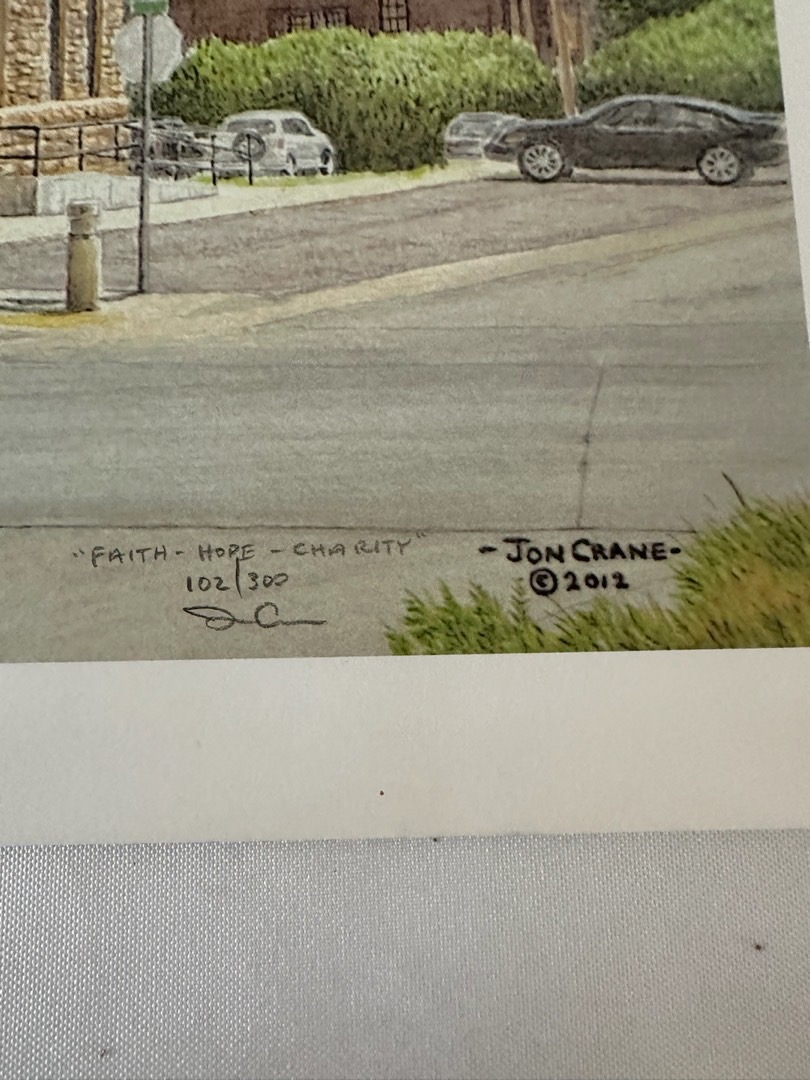 "FAITH - HOPE - CHARITY"
102/300
- JON CRANE -
© 2012